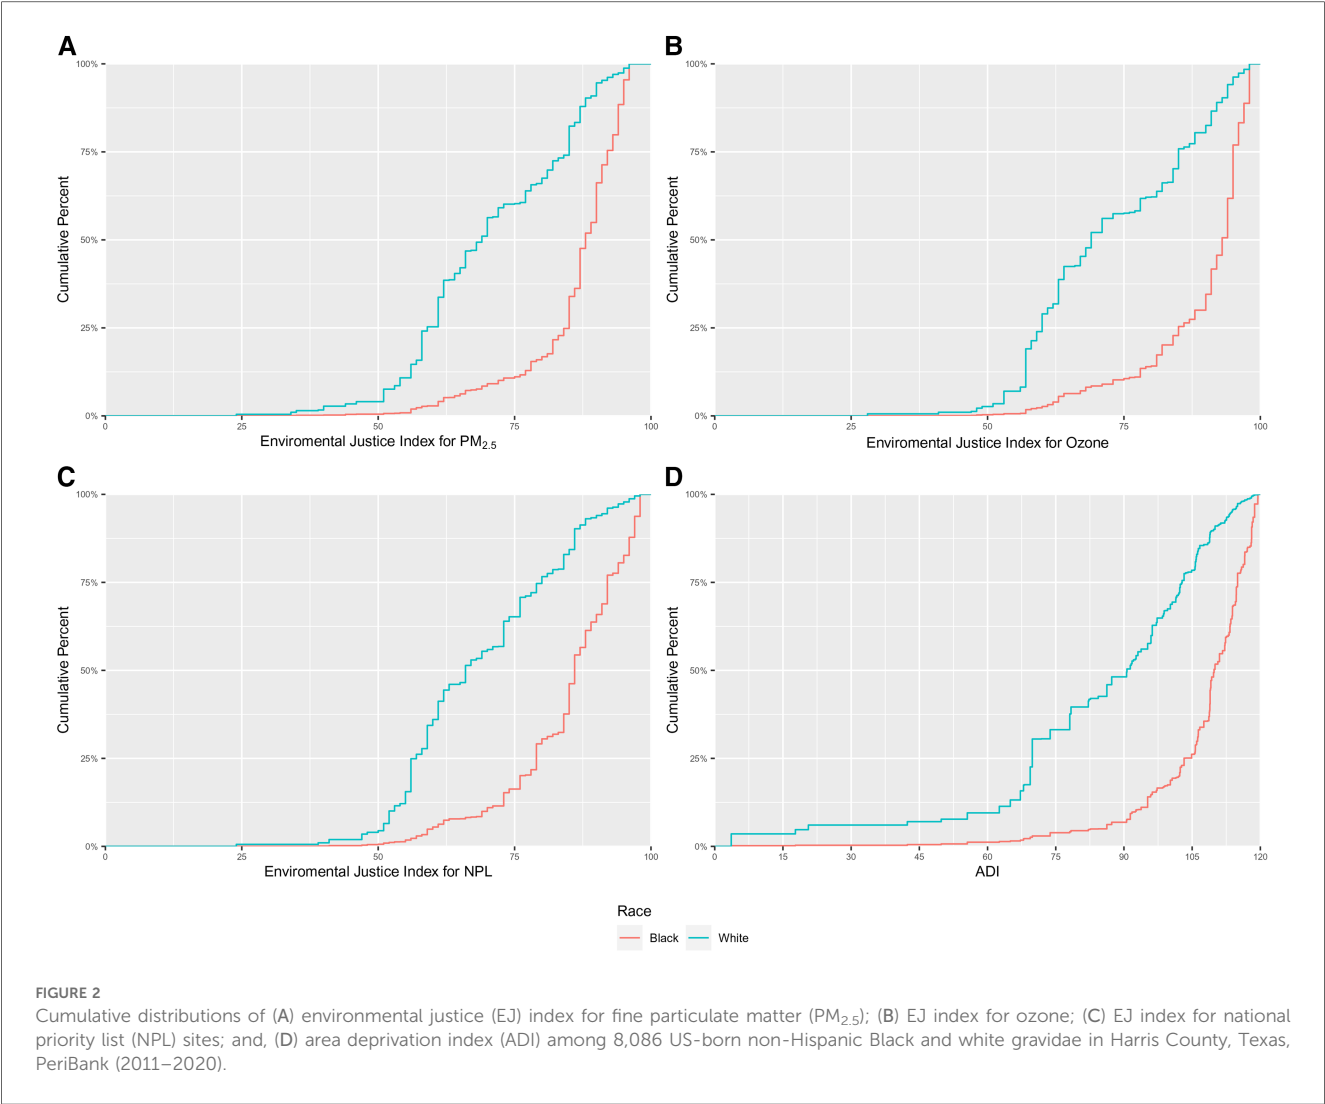 A
100%
75%
50%
25%
0%
Cumulative Percent
0 25 50 75 100
Enviromental Justice Index for PM2.5
B
100%
75%
50%
25%
0%
Cumulative Percent
0 25 50 75 100
Enviromental Justice Index for Ozone
C
100%
75%
50%
25%
0%
Cumulative Percent
0 25 50 75 100
Enviromental Justice Index for NPL
D
100%
75%
50%
25%
0%
Cumulative Percent
0 15 30 45 60 75 90 105 120
ADI
Race
Black White
FIGURE 2
Cumulative distributions of (A) environmental justice (EJ) index for fine particulate matter (PM2.5); (B) EJ index for ozone; (C) EJ index for national
priority list (NPL) sites; and, (D) area deprivation index (ADI) among 8,086 US-born non-Hispanic Black and white gravidae in Harris County, Texas,
PeriBank (2011–2020).